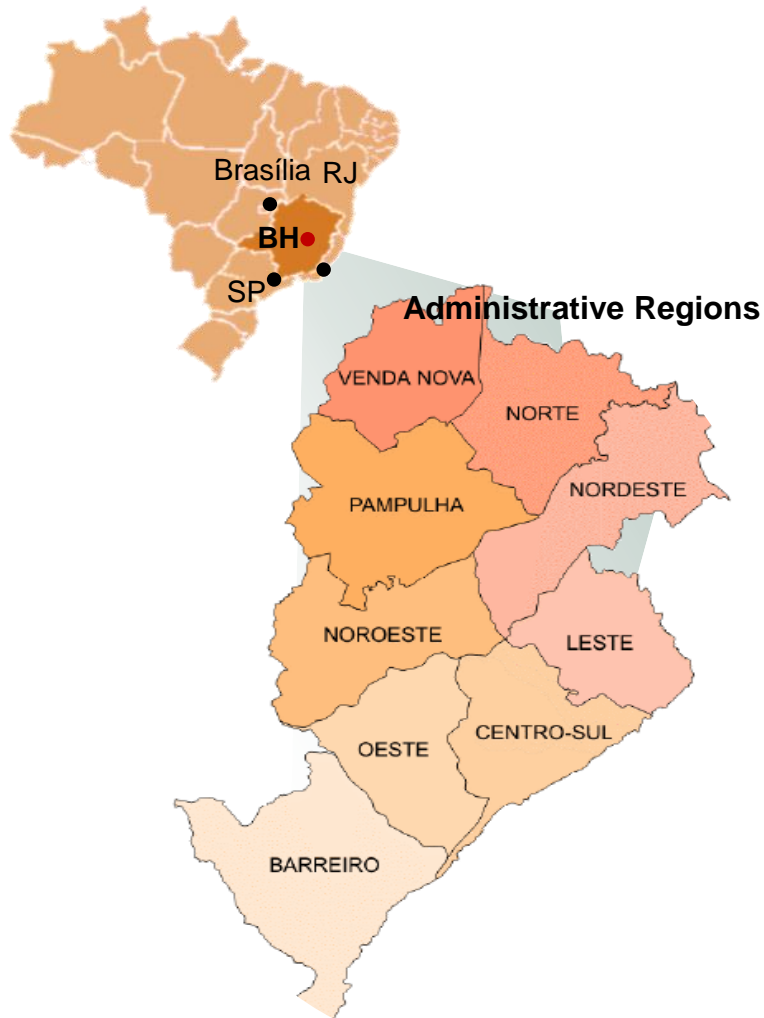 Brasília RJ
BH
SP
Administrative Regions
VENDA NOVA
NORTE
NORDESTE
PAMPULHA
NOROESTE
LESTE
CENTRO-SUL
OESTE
BARREIRO